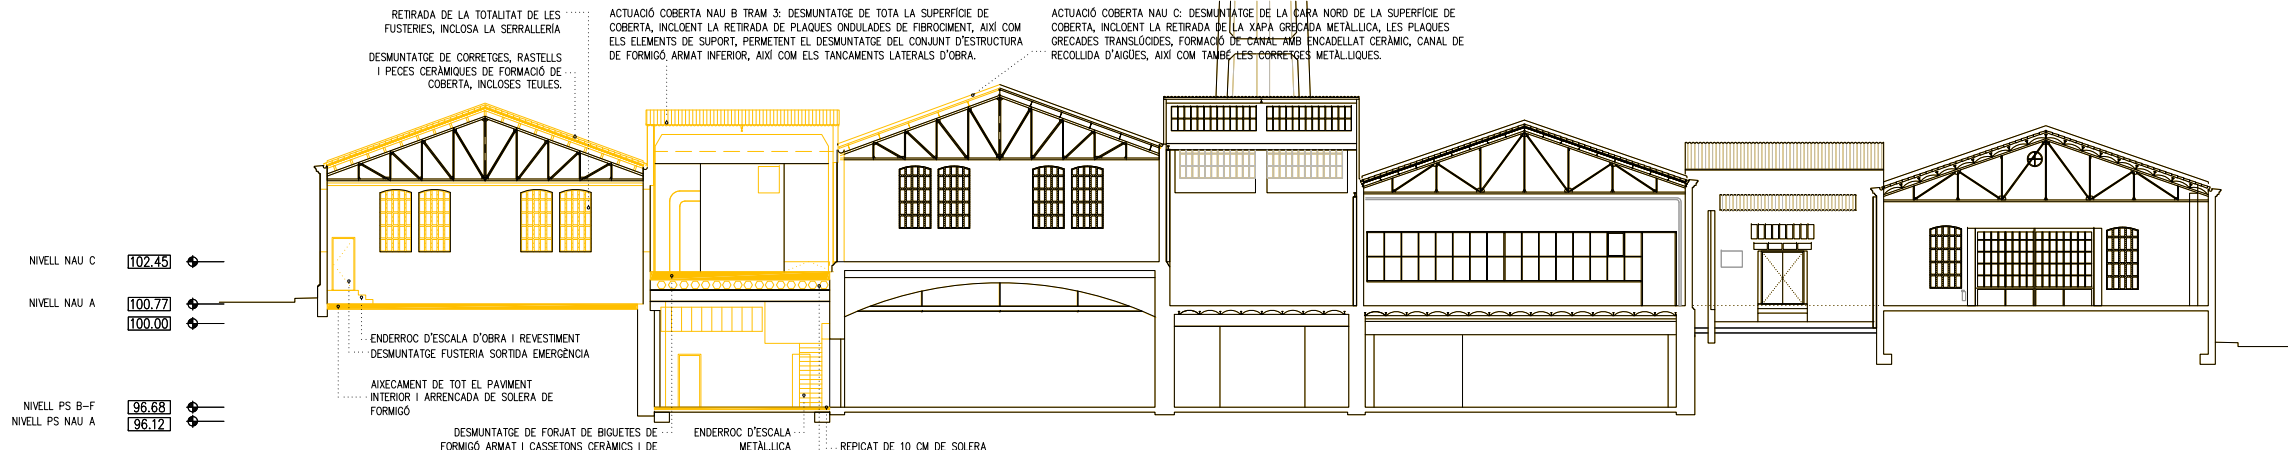 RETIRADA DE LA TOTALITAT DE LES
FUSTERIES, INCLOSA LA SERRALLERIA
DESMUNTATGE DE CORRETGES, RASTELLS
I PECES CERÀMIQUES DE FORMACIÓ DE
COBERTA, INCLOSES TEULES.
ACTUACIÓ COBERTA NAU B TRAM 3: DESMUNTATGE DE TOTA LA SUPERFÍCIE DE
COBERTA, INCLOENT LA RETIRADA DE PLAQUES ONDULADES DE FIBROCIMENT, AIXÍ COM
ELS ELEMENTS DE SUPORT, PERMETENT EL DESMUNTATGE DEL CONJUNT D'ESTRUCTURA
DE FORMIGÓ ARMAT INFERIOR, AIXÍ COM ELS TANCAMENTS LATERALS D'OBRA.
ACTUACIÓ COBERTA NAU C: DESMUNTATGE DE LA CARA NORD DE LA SUPERFÍCIE DE
COBERTA, INCLOENT LA RETIRADA DE LA XAPA GRECADA METÀL.LICA, LES PLAQUES
GRECADES TRANSLÚCIDES, FORMACIÓ DE CANAL AMB ENCADELLAT CERÀMIC, CANAL DE
RECOLLIDA D'AIGÜES, AIXÍ COM TAMBÉ LES CORRETGES METÀL.LIQUES.
NIVELL NAU C 102.45
NIVELL NAU A 100.77
100.00
ENDERROC D'ESCALA D'OBRA I REVESTIMENT
DESMUNTATGE FUSTERIA SORTIDA EMERGÈNCIA
AIXECAMENT DE TOT EL PAVIMENT
INTERIOR I ARRENCADA DE SOLERA DE
FORMIGÓ
NIVELL PS B-F 96.68
NIVELL PS NAU A 96.12
DESMUNTATGE DE FORJAT DE BIGUETES DE
FORMIGÓ ARMAT I CASSETONS CERÀMICS I DE
ENDERROC D'ESCALA
METÀL.LICA
REPICAT DE 10 CM DE SOLERA